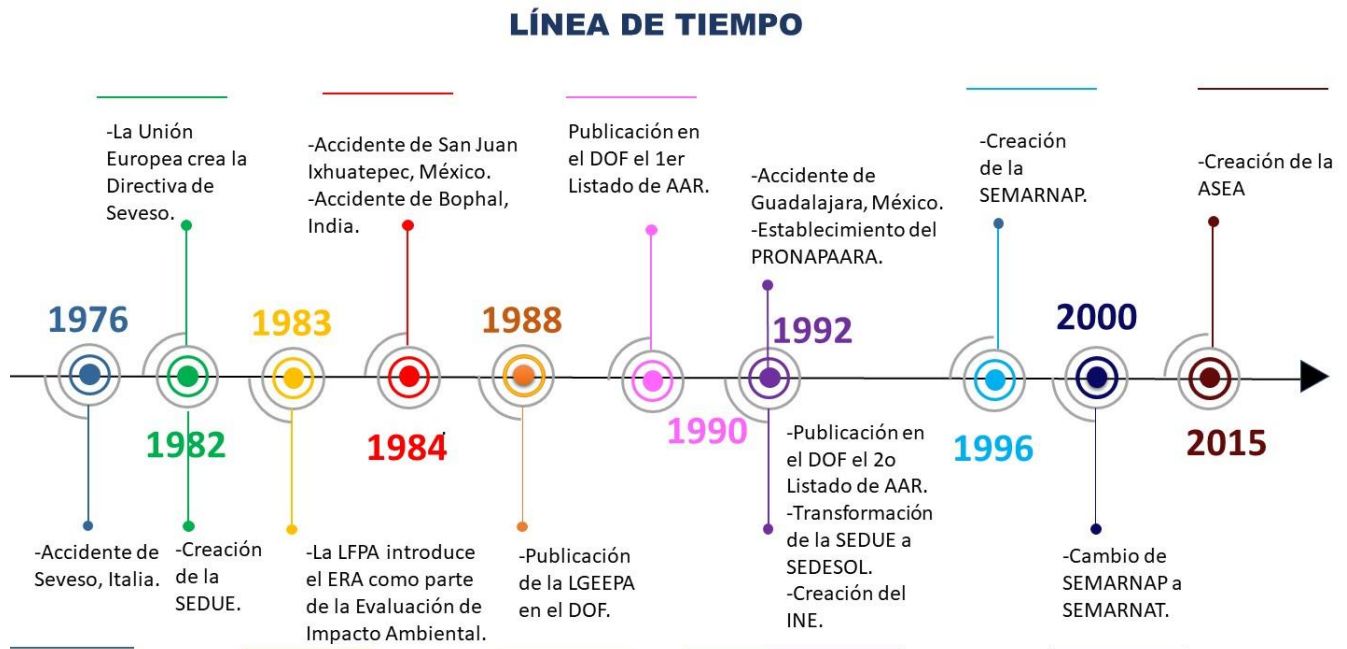 LÍNEA DE TIEMPO
1976
-Accidente de
Seveso, Italia.
-La Unión
Europea crea la
Directiva de
Seveso.
1982
-Creación
de la
SEDUE.
1983
-La LFPA introduce
el ERA como parte
de la Evaluación de
Impacto Ambiental.
-Accidente de San Juan
Ixhuatepec, México.
-Accidente de Bophal,
India.
1984
1988
-Publicación
de la LGEEPA
en el DOF.
Publicación en
el DOF el 1er
Listado de AAR.
1990
-Accidente de
Guadalajara, México.
-Establecimiento del
PRONAPAARA.
1992
-Publicación en
el DOF el 2o
Listado de AAR.
-Transformación
de la SEDUE a
SEDESOL.
-Creación del
INE.
-Creación
de la
SEMARNAP.
1996
2000
-Cambio de
SEMARNAP a
SEMARNAT.
-Creación de la
ASEA
2015